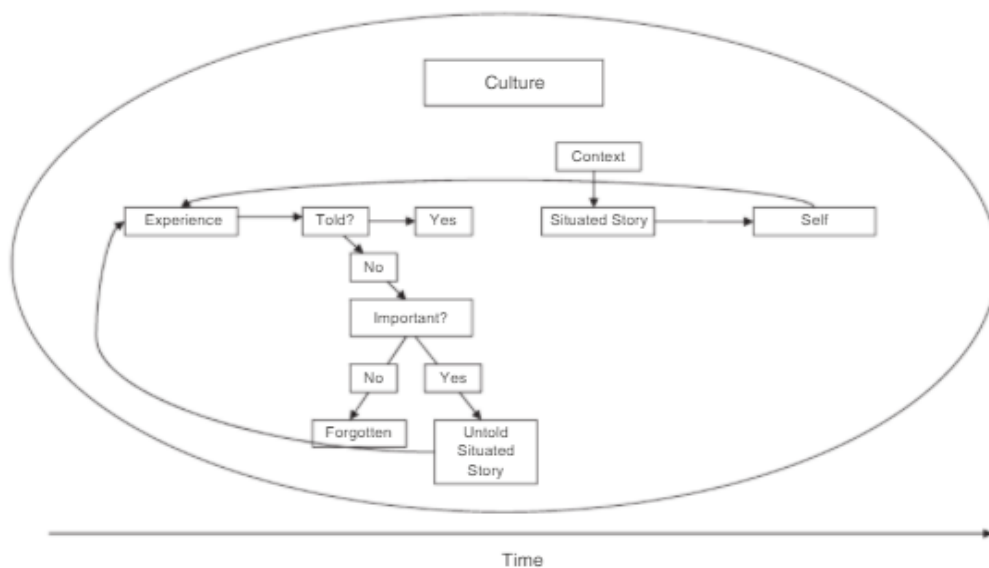 Culture
Context
Experience
Told?
Yes
Situated Story
Self
No
Important?
No
Yes
Forgotten
Untold
Situated
Story
Time